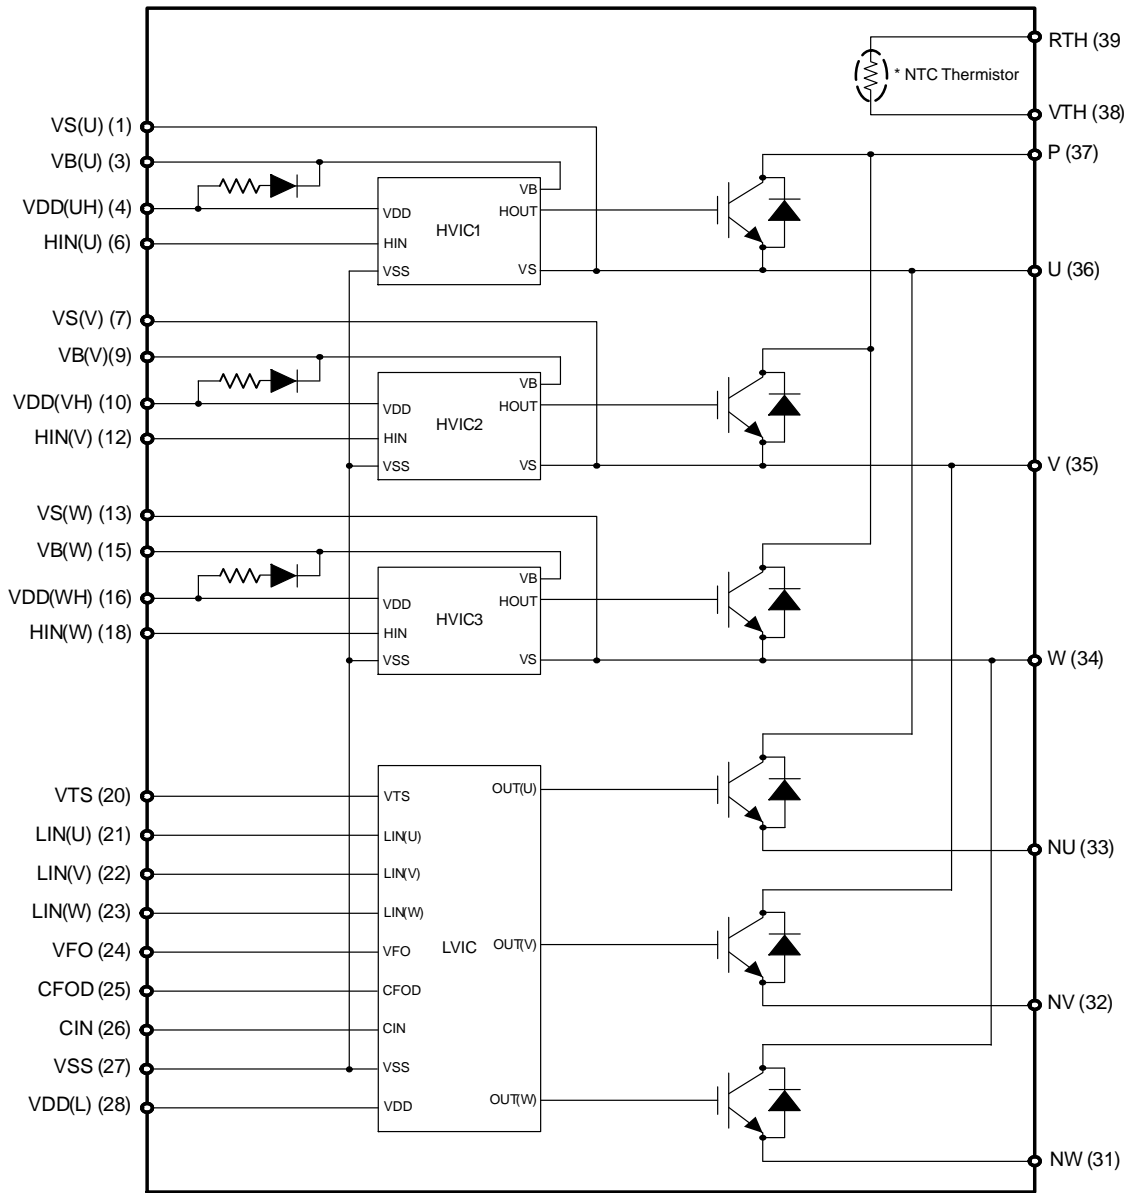 RTH (39
* NTC Thermistor
VTH (38)
P (37)
VS(U) (1)
VB(U) (3)
VDD(UH) (4)
HIN(U) (6)
VB
VDD
HOUT
HVIC1
HIN
VSS
VS
U (36)
VS(V) (7)
VB(V)(9)
VDD(VH) (10)
HIN(V) (12)
VB
VDD
HOUT
HVIC2
HIN
VSS
VS
V (35)
VS(W) (13)
VB(W) (15)
VDD(WH) (16)
HIN(W) (18)
VB
VDD
HOUT
HVIC3
HIN
VSS
VS
W (34)
VTS (20)
LIN(U) (21)
LIN(V) (22)
LIN(W) (23)
VFO (24)
CFOD (25)
CIN (26)
VSS (27)
VDD(L) (28)
VTS
LIN(U)
LIN(V)
LIN(W)
VFO
CFOD
CIN
VSS
VDD
LVIC
OUT(U)
OUT(V)
OUT(W)
NU (33)
NV (32)
NW (31)